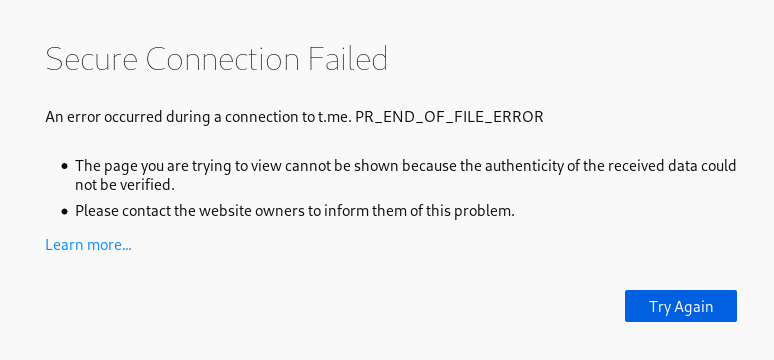 Secure Connection Failed
An error occurred during a connection to t.me. PR_END_OF_FILE_ERROR
• The page you are trying to view cannot be shown because the authenticity of the received data could
not be verified.
• Please contact the website owners to inform them of this problem.
Learn more...
Try Again